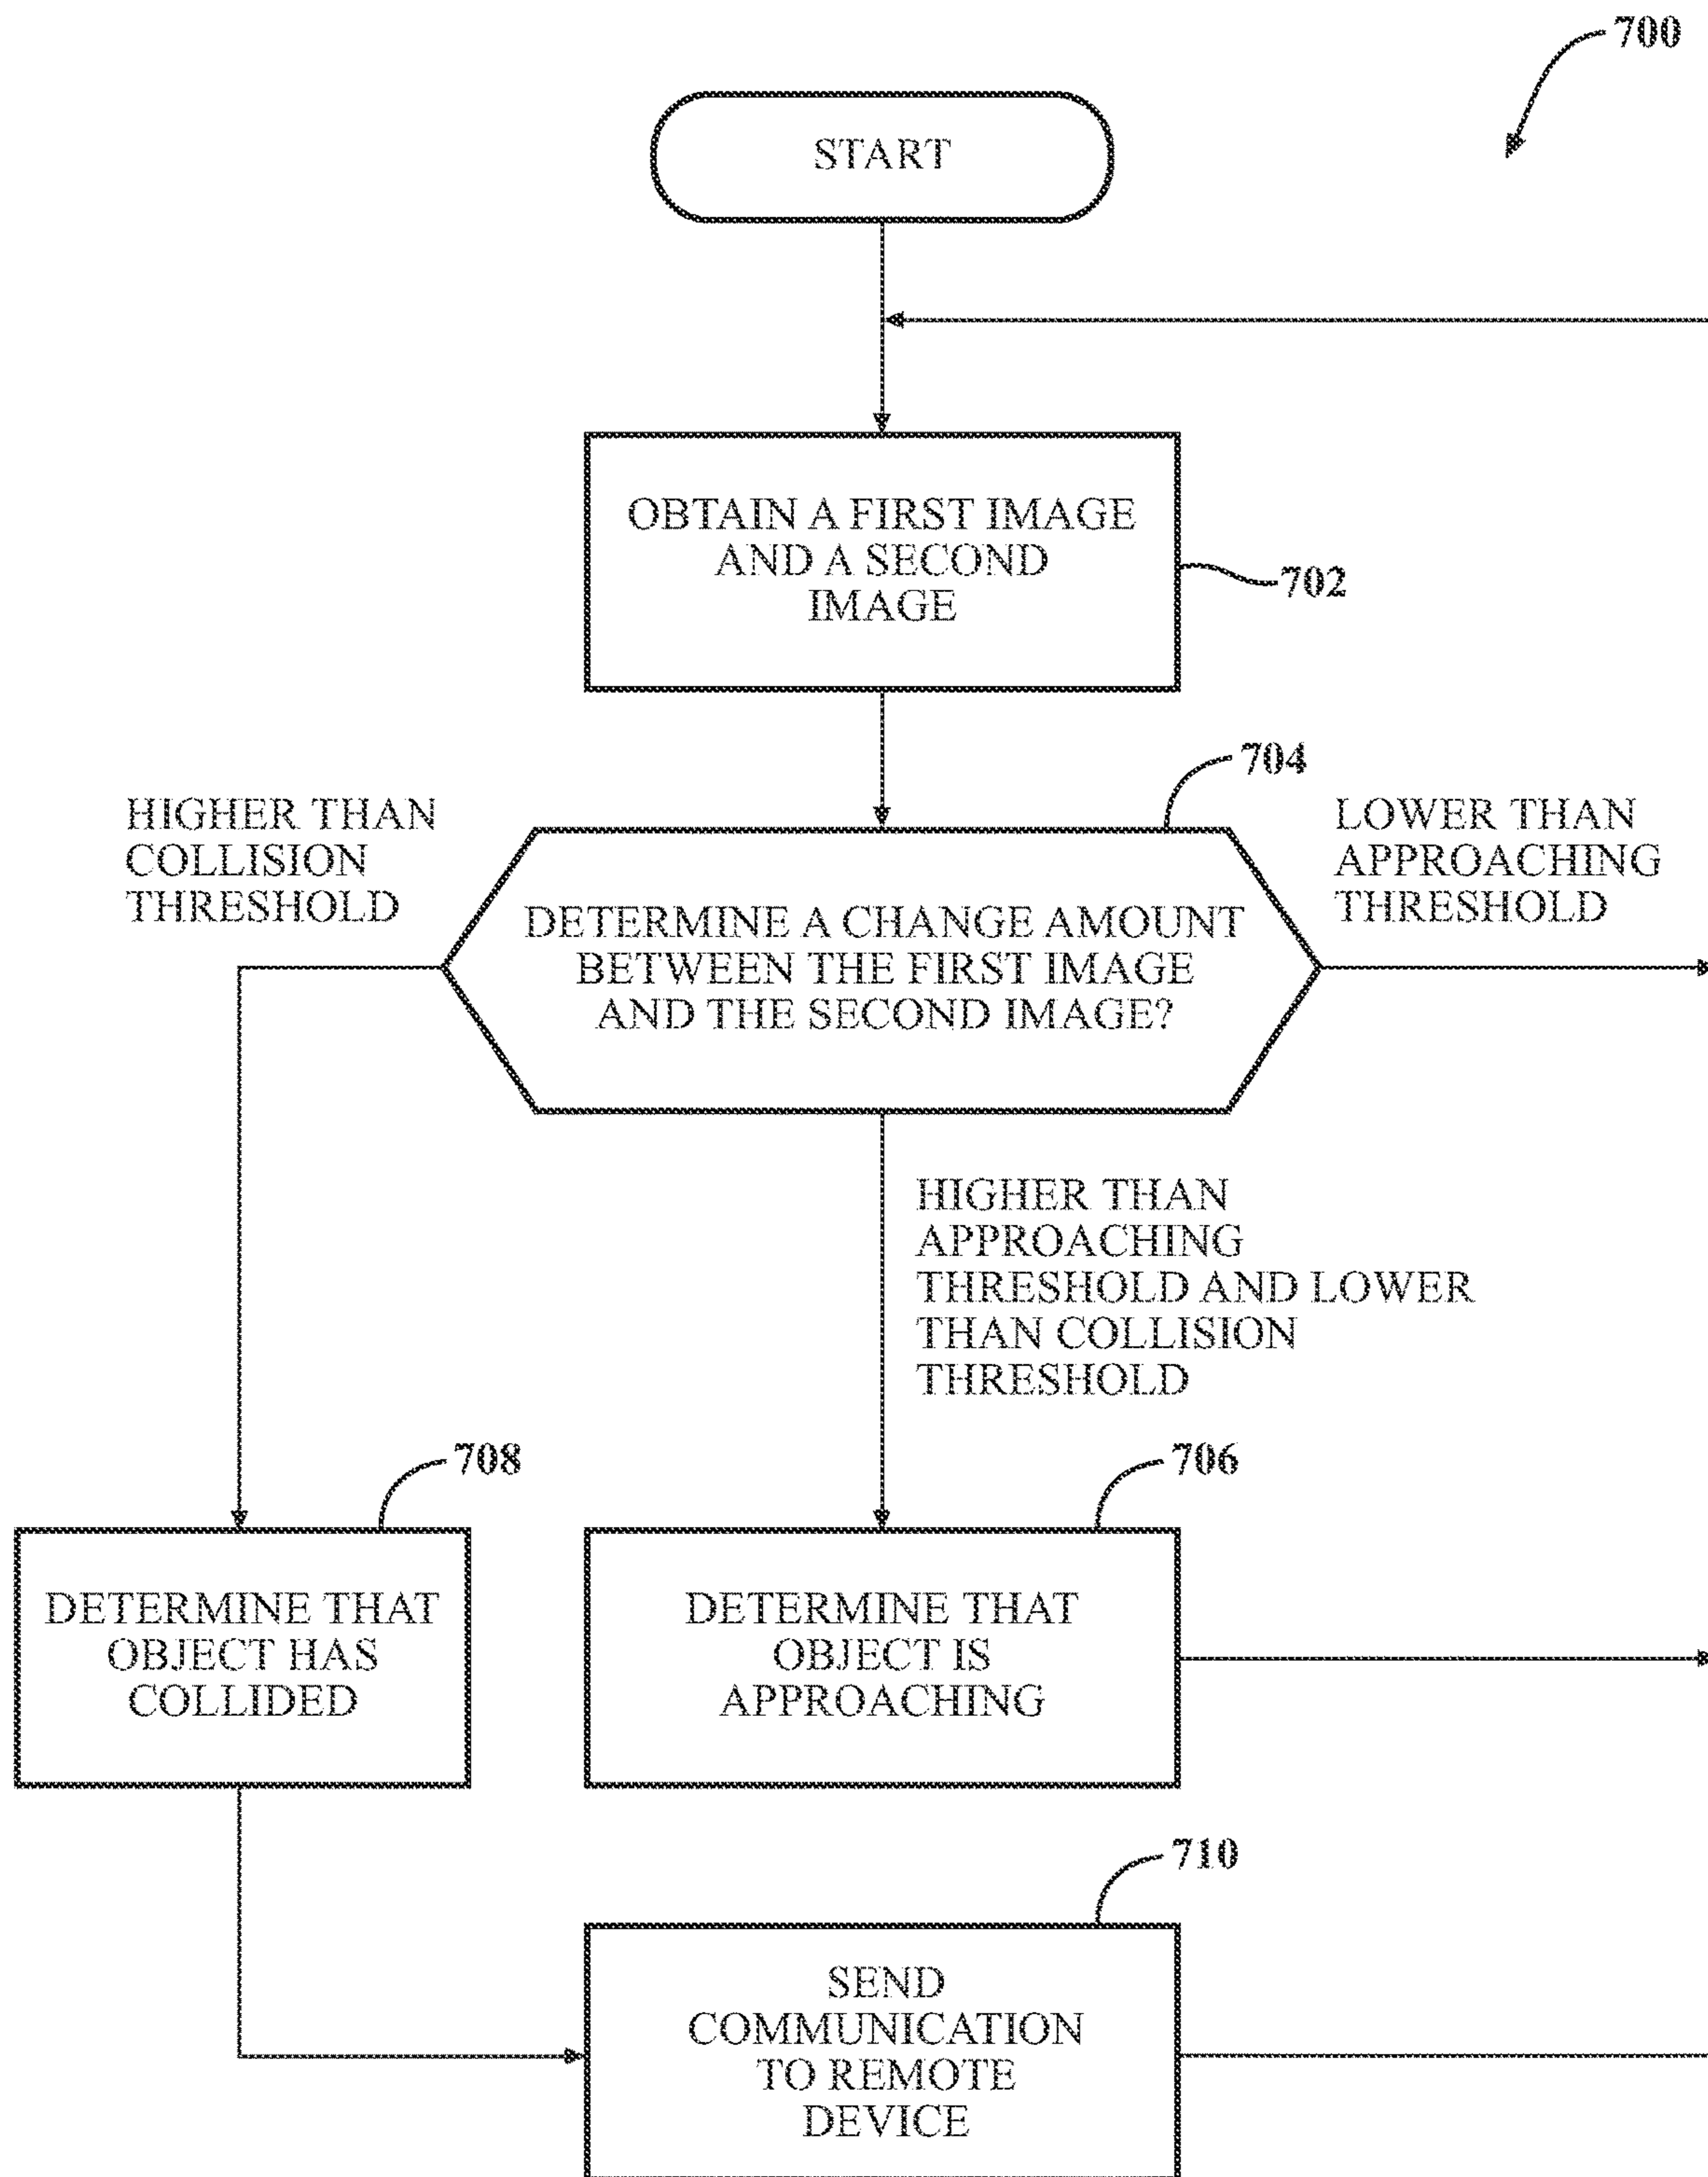 700
START
OBTAIN A FIRST IMAGE
AND A SECOND
IMAGE
702
704
HIGHER THAN
COLLISION
THRESHOLD
LOWER THAN
APPROACHING
THRESHOLD
DETERMINE A CHANGE AMOUNT
BETWEEN THE FIRST IMAGE
AND THE SECOND IMAGE?
HIGHER THAN
APPROACHING
THRESHOLD AND LOWER
THAN COLLISION
THRESHOLD
708
706
DETERMINE THAT
OBJECT HAS
COLLIDED
DETERMINE THAT
OBJECT IS
APPROACHING
710
SEND
COMMUNICATION
TO REMOTE
DEVICE